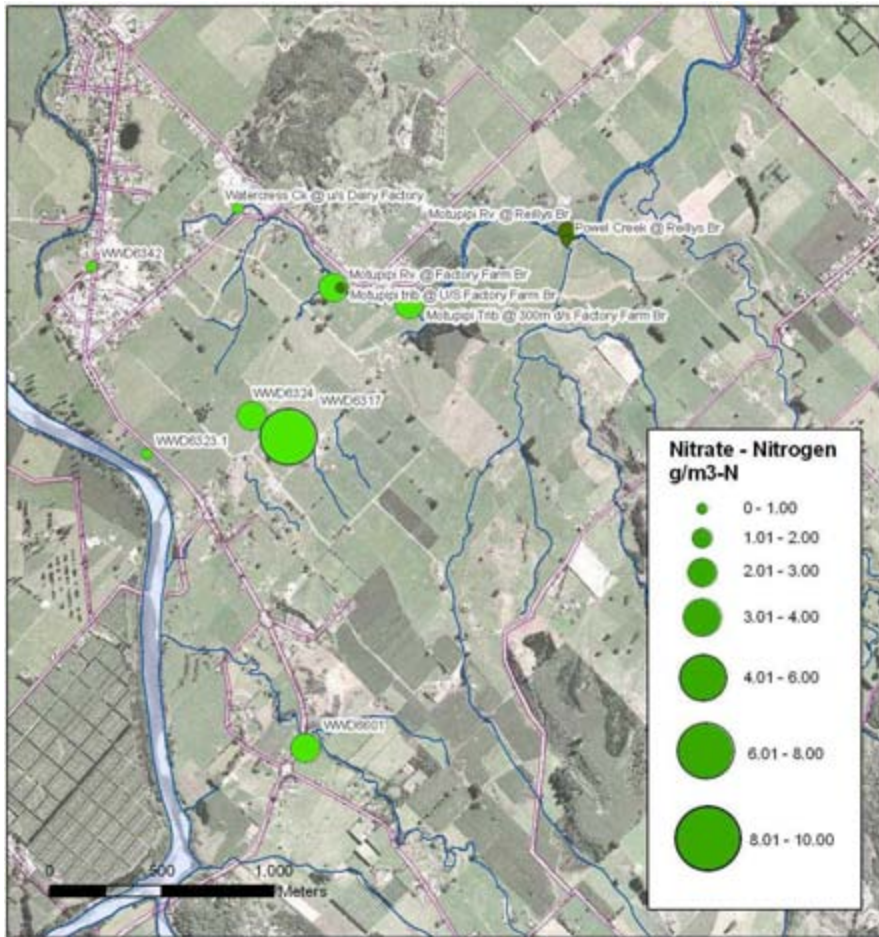 Watercress Ck @ u/s Dairy Factory
Motupipi Rv @ Reillys Br
Powel Creek @ Reillys Br
WWD6342
Motupipi Rv @ Factory Farm Br
Motupipi trib @ U/S Factory Farm Br
Motupipi Trib @ 300m d/s Factory Farm Br
WWD6324
WWD6317
WWD6323.1
WWD6601
Nitrate - Nitrogen
g/m3-N
0 - 1.00
1.01 - 2.00
2.01 - 3.00
3.01 - 4.00
4.01 - 6.00
6.01 - 8.00
8.01 - 10.00
0 500 1,000
Meters